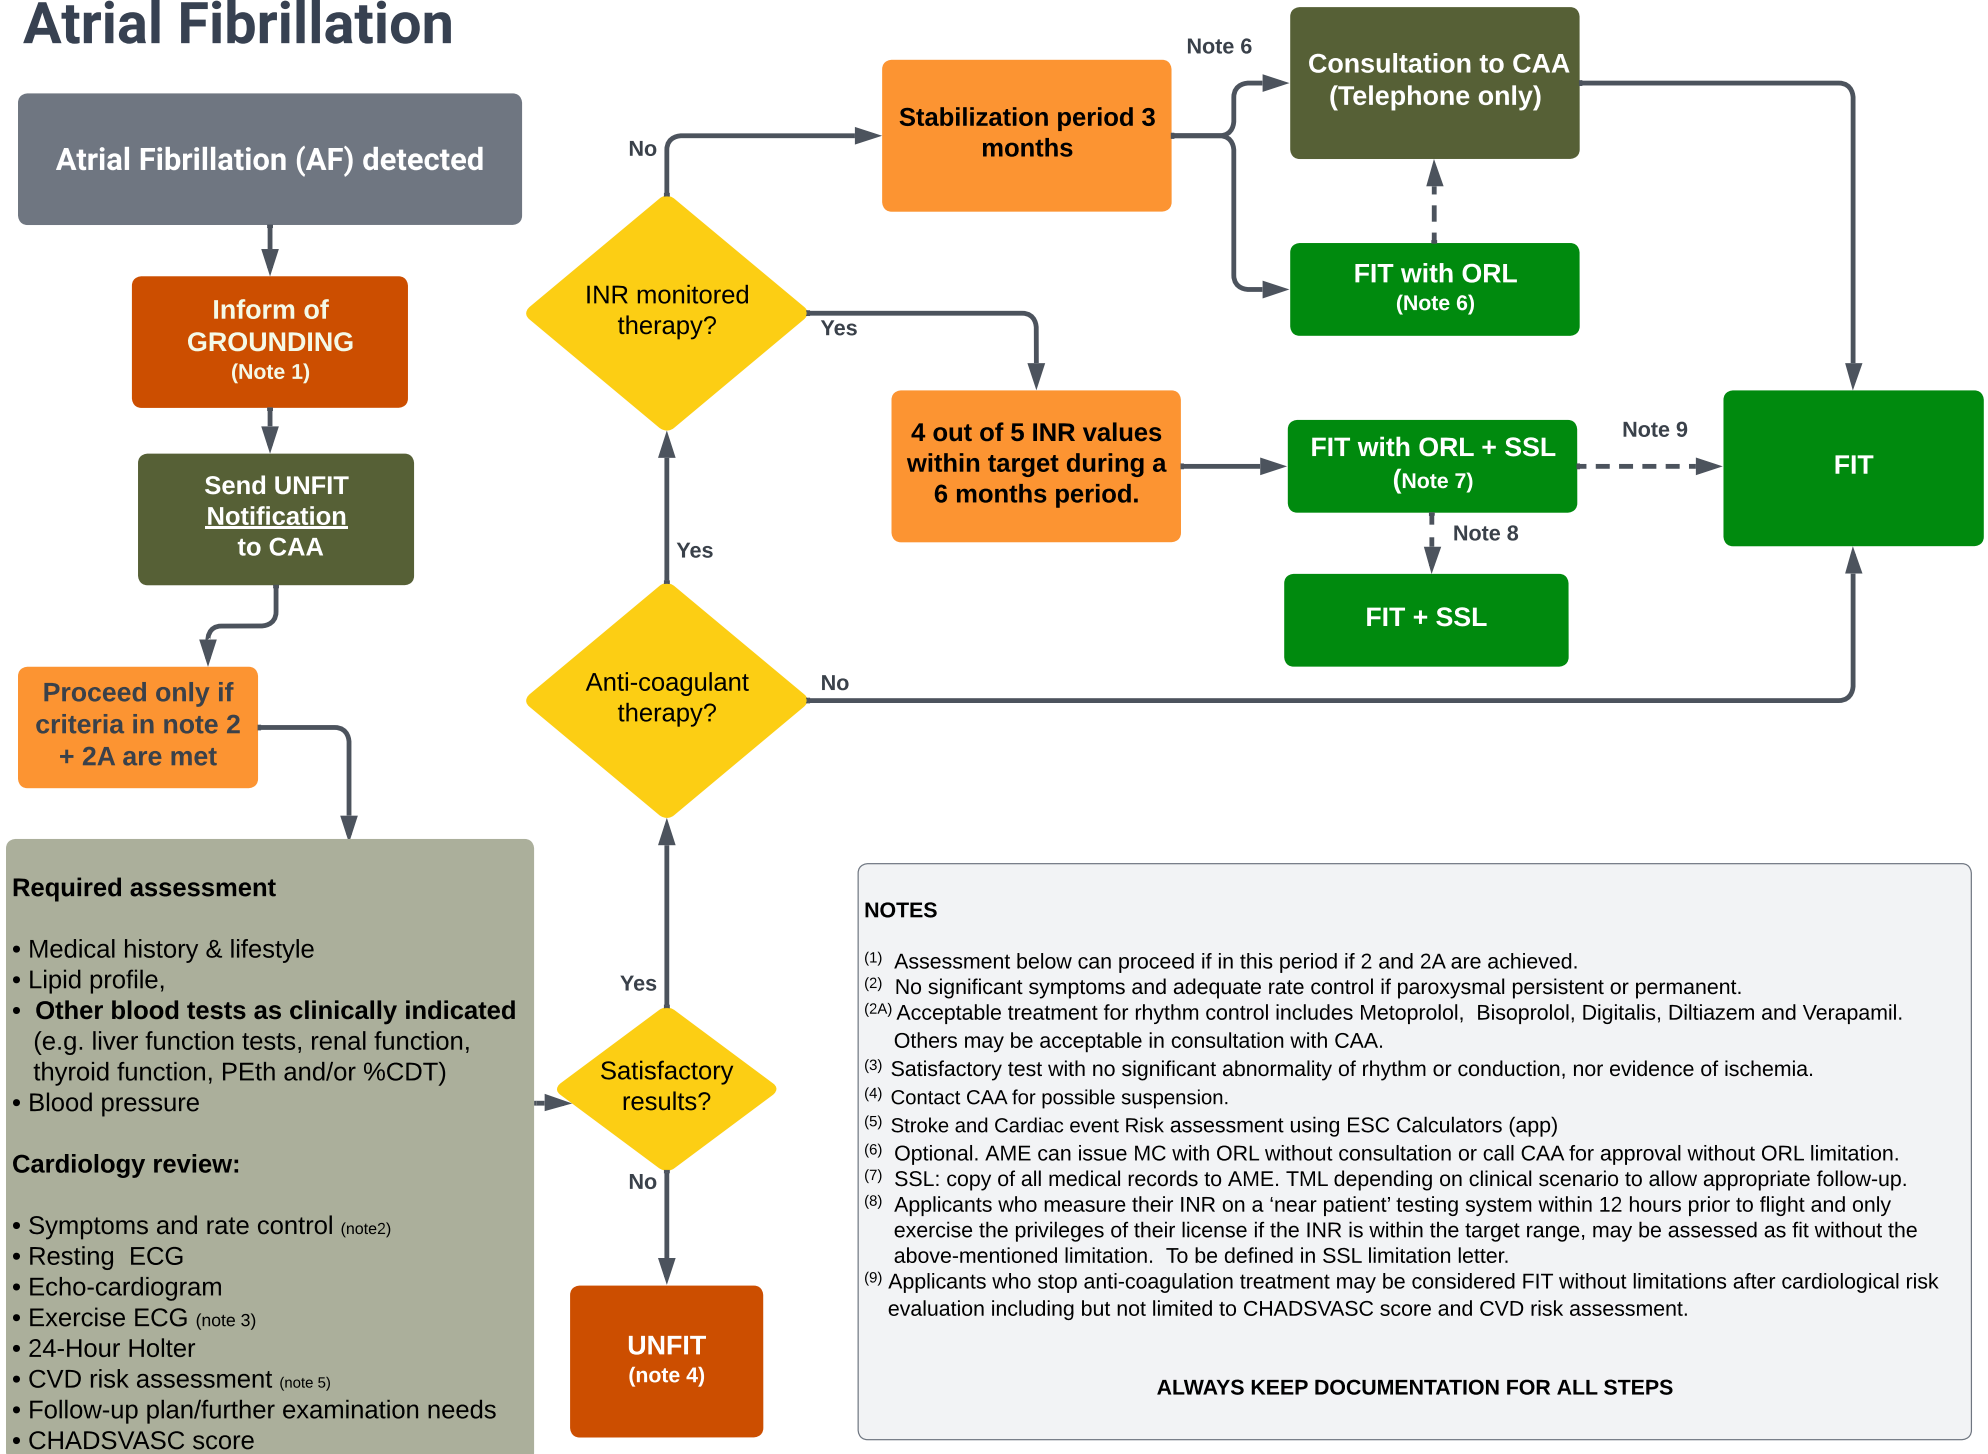 Atrial Fibrillation
Atrial Fibrillation (AF) detected
Inform of
GROUNDING
(Note 1)
Send UNFIT
Notification
to CAA
Proceed only if
criteria in note 2
+ 2A are met
Required assessment
• Medical history & lifestyle
• Lipid profile,
• Other blood tests as clinically indicated
(e.g. liver function tests, renal function,
thyroid function, PEth and/or %CDT)
• Blood pressure
Cardiology review:
• Symptoms and rate control (note2)
• Resting  ECG
• Echo-cardiogram
• Exercise ECG (note 3)
• 24-Hour Holter
• CVD risk assessment (note 5)
• Follow-up plan/further examination needs
• CHADSVASC score
Satisfactory
results?
Yes
No
UNFIT
(note 4)
Anti-coagulant
therapy?
Yes
No
INR monitored
therapy?
No
Yes
Stabilization period 3
months
Note 6
Consultation to CAA
(Telephone only)
FIT with ORL
(Note 6)
4 out of 5 INR values
within target during a
6 months period.
FIT with ORL + SSL
(Note 7)
Note 9
Note 8
FIT + SSL
FIT
NOTES
(1) Assessment below can proceed if in this period if 2 and 2A are achieved.
(2) No significant symptoms and adequate rate control if paroxysmal persistent or permanent.
(2A) Acceptable treatment for rhythm control includes Metoprolol,  Bisoprolol, Digitalis, Diltiazem and Verapamil.
Others may be acceptable in consultation with CAA.
(3) Satisfactory test with no significant abnormality of rhythm or conduction, nor evidence of ischemia.
(4) Contact CAA for possible suspension.
(5) Stroke and Cardiac event Risk assessment using ESC Calculators (app)
(6) Optional. AME can issue MC with ORL without consultation or call CAA for approval without ORL limitation.
(7) SSL: copy of all medical records to AME. TML depending on clinical scenario to allow appropriate follow-up.
(8) Applicants who measure their INR on a ‘near patient’ testing system within 12 hours prior to flight and only
exercise the privileges of their license if the INR is within the target range, may be assessed as fit without the
above-mentioned limitation.  To be defined in SSL limitation letter.
(9) Applicants who stop anti-coagulation treatment may be considered FIT without limitations after cardiological risk
evaluation including but not limited to CHADSVASC score and CVD risk assessment.
ALWAYS KEEP DOCUMENTATION FOR ALL STEPS